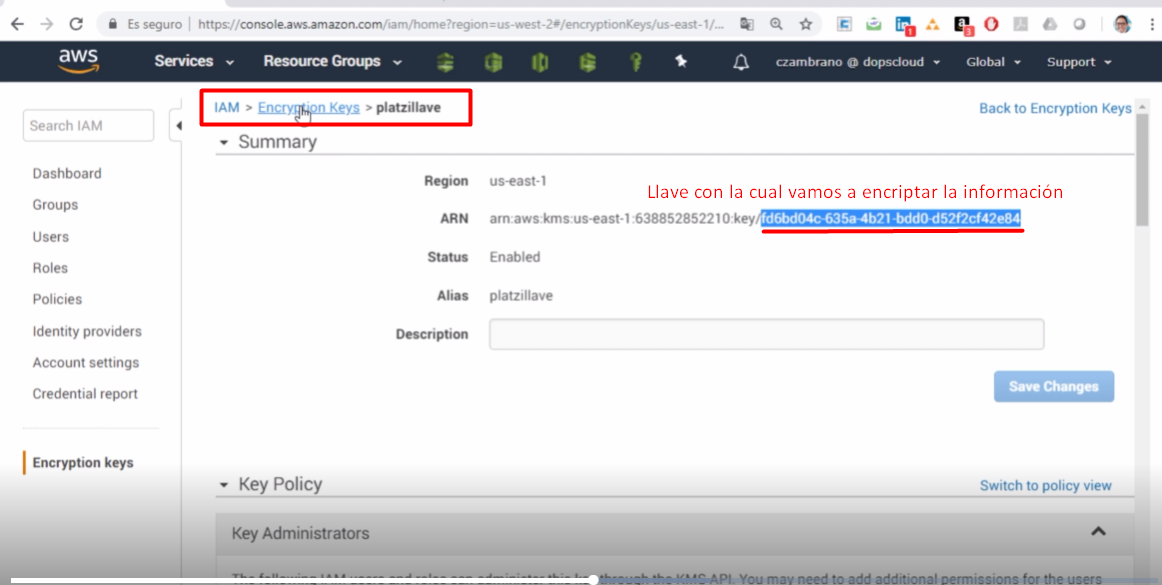 Es seguro | https://console.aws.amazon.com/iam/home?region=us-west-2#/encryptionKeys/us-east-1/...
1
a
3
aws
Services
Resource Groups
czambrano @ dopscloud
Global
Support
IAM > Encryption Keys > platzillave
Back to Encryption Keys
Search IAM
Summary
Dashboard
Groups
Users
Roles
Policies
Identity providers
Account settings
Credential report
Encryption keys
Region us-east-1
Llave con la cual vamos a encriptar la información
ARN arn:aws:kms:us-east-1:638852852210:key/fd6bd04c-635a-4b21-bdd0-d52f2cf42e84
Status Enabled
Alias platzillave
Description
Save Changes
Key Policy
Switch to policy view
Key Administrators
The following IAM users and roles can administer this key through the KMS API. You may need to add additional permissions for the users